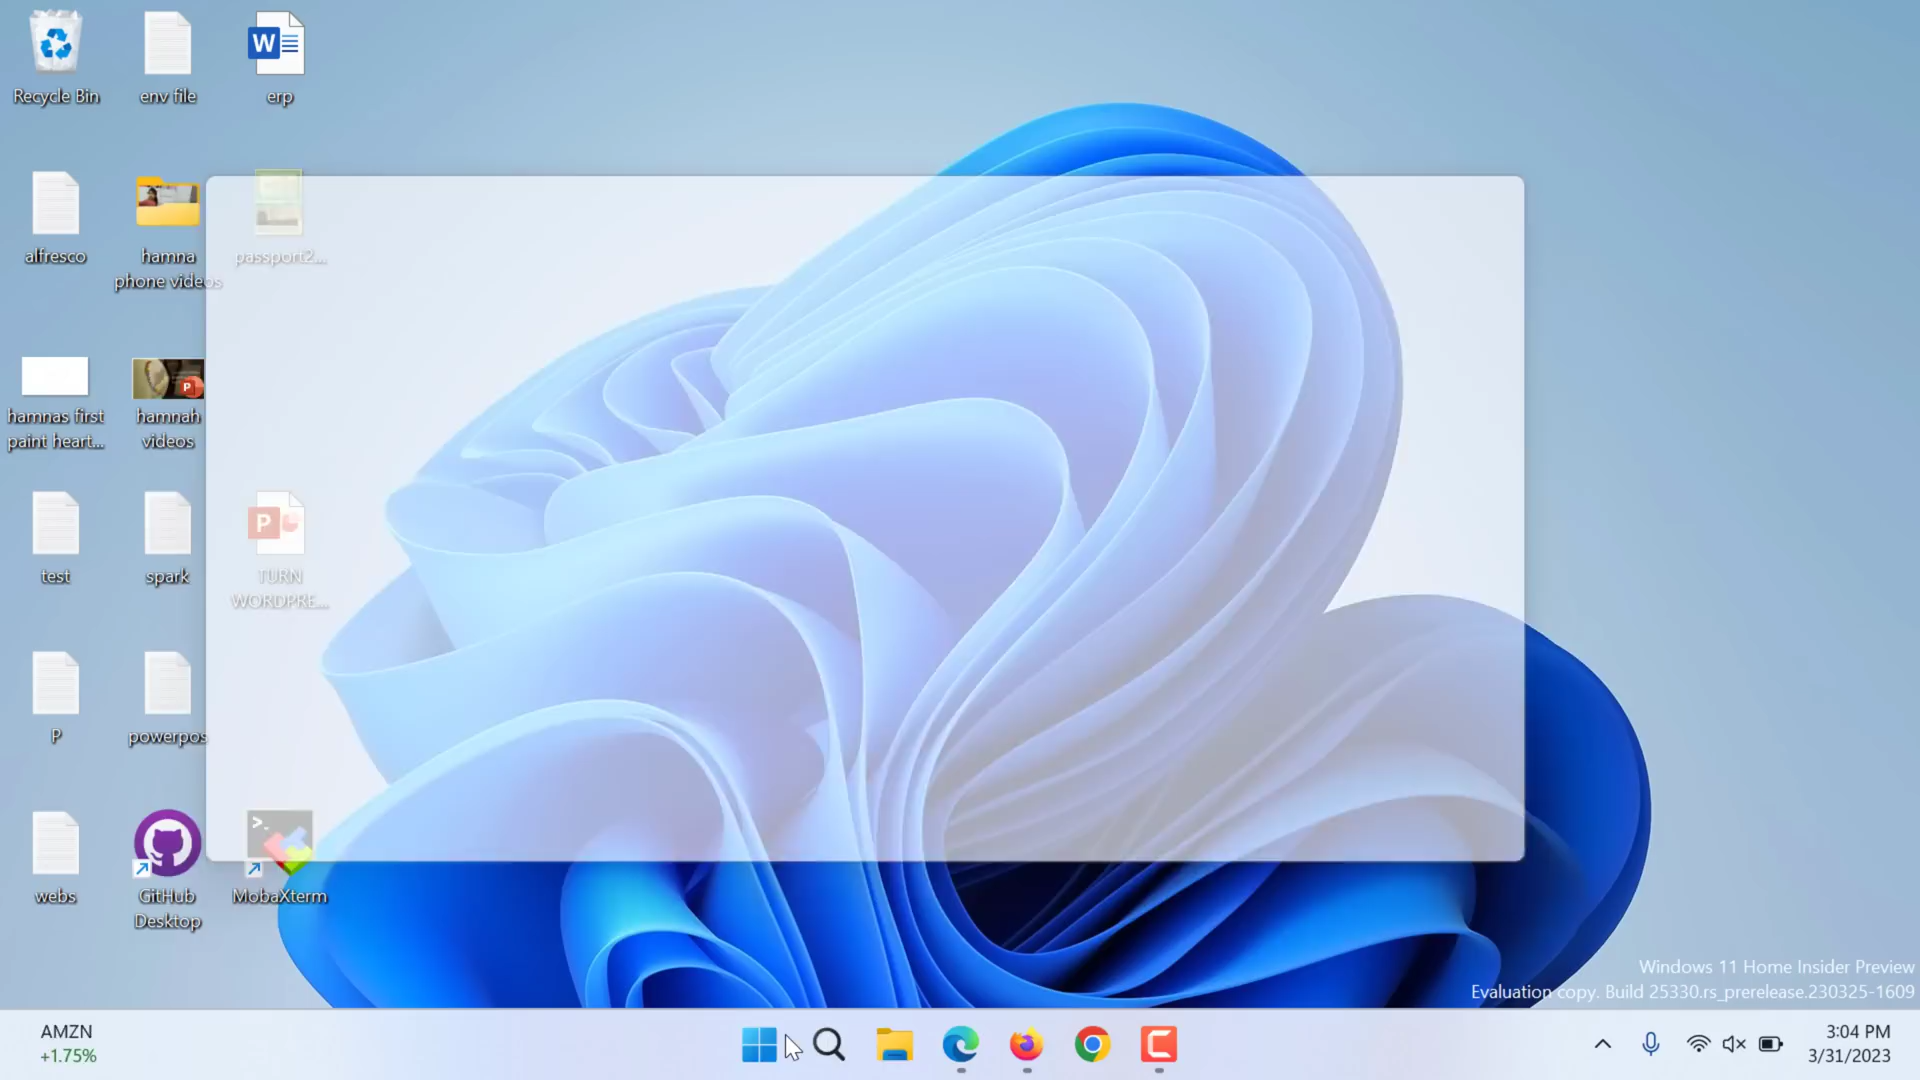 Recycle Bin
env file
erp
alfresco
hamna
phone videos
passport2...
hamnas first
paint heart...
hamnah
videos
test
spark
TURN
WORDPRE...
P
powerpos
webs
GitHub
Desktop
MobaXterm
Windows 11 Home Insider Preview
Evaluation copy. Build 25330.rs_prerelease.230325-1609
AMZN
+1.75%
3:04 PM
3/31/2023